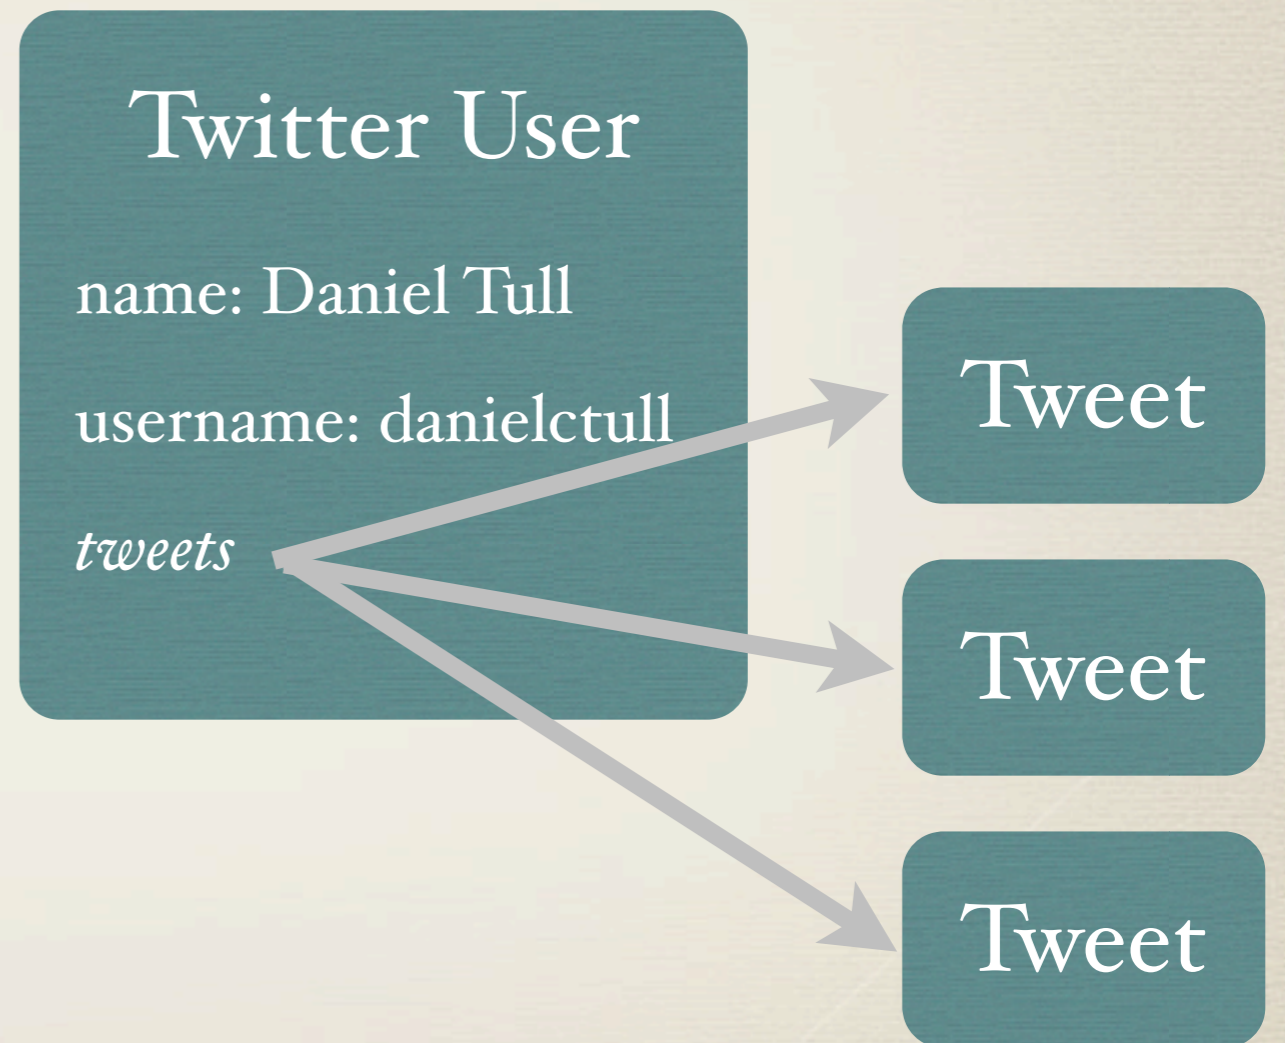 Twitter User
name: Daniel Tull
username: danielctull
tweets
Tweet
Tweet
Tweet